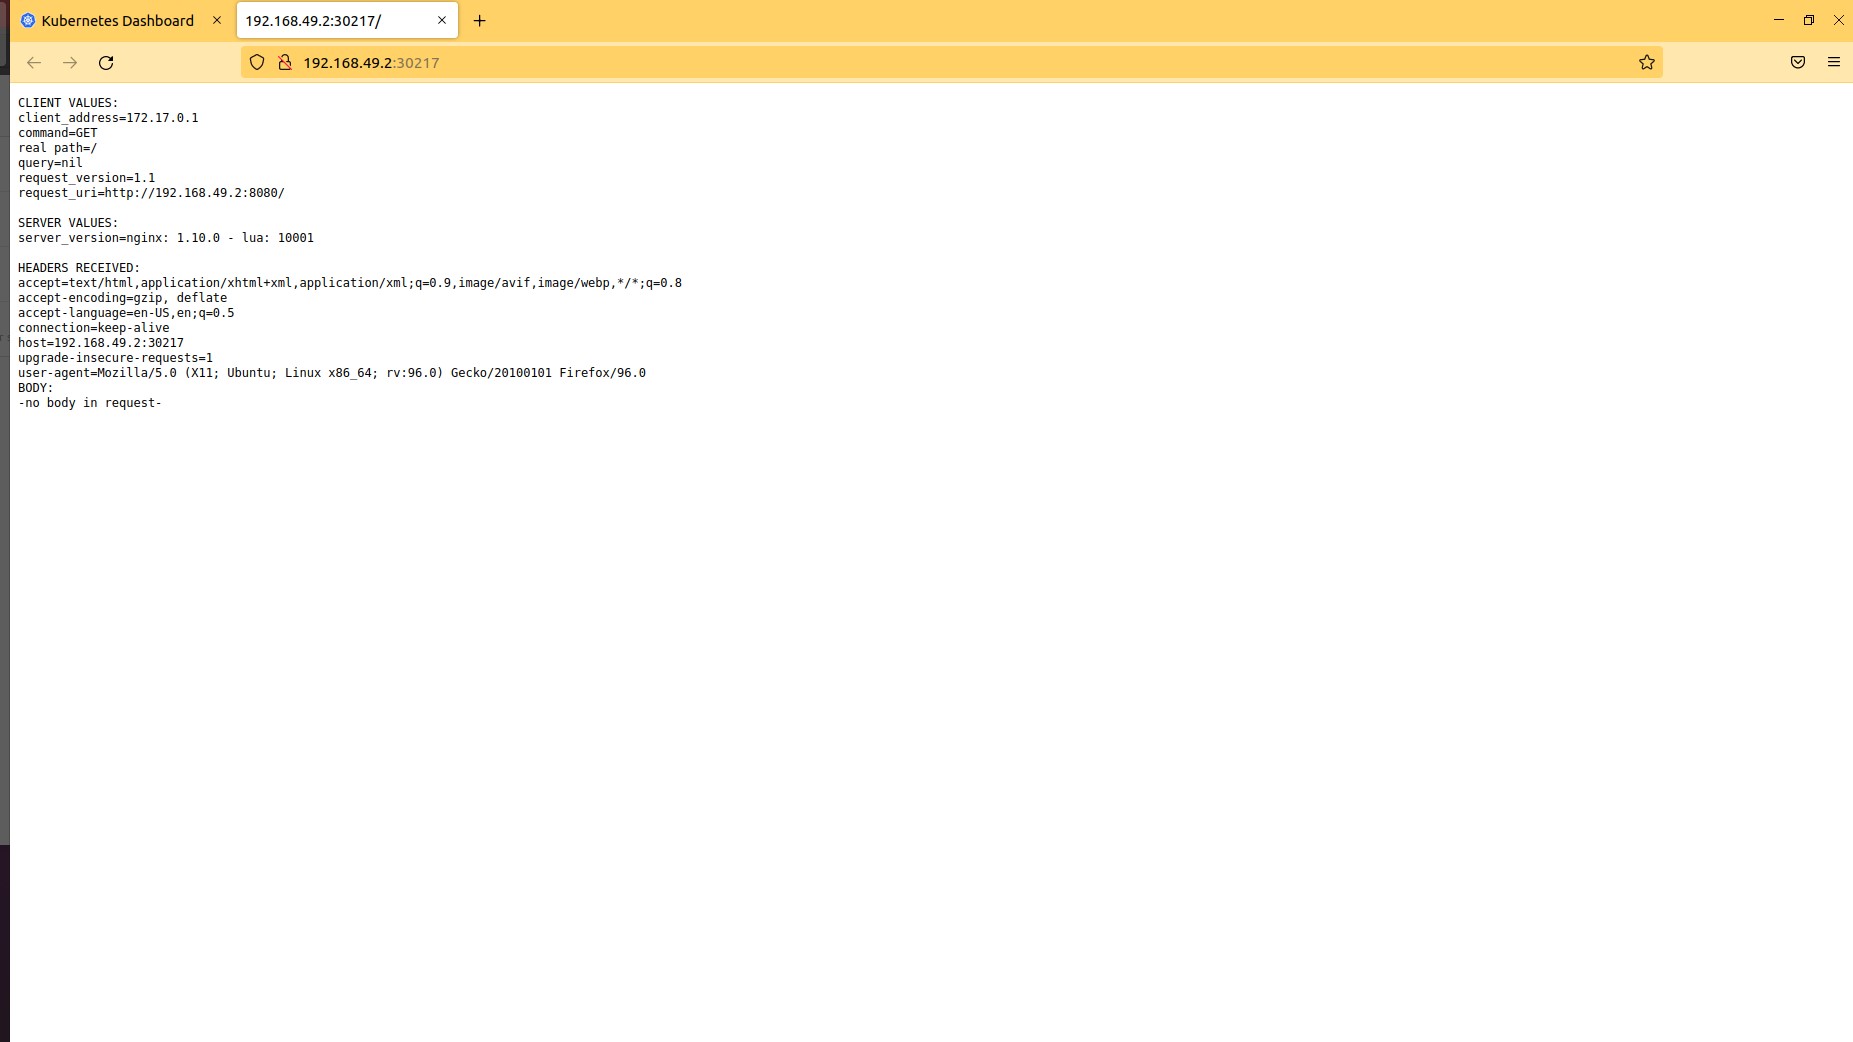 Kubernetes Dashboard
192.168.49.2:30217/
192.168.49.2:30217
CLIENT VALUES:
client_address=172.17.0.1
command=GET
real path=/
query=nil
request_version=1.1
request_uri=http://192.168.49.2:8080/
SERVER VALUES:
server_version=nginx: 1.10.0 - lua: 10001
HEADERS RECEIVED:
accept=text/html,application/xhtml+xml,application/xml;q=0.9,image/avif,image/webp,*/*;q=0.8
accept-encoding=gzip, deflate
accept-language=en-US,en;q=0.5
connection=keep-alive
host=192.168.49.2:30217
upgrade-insecure-requests=1
user-agent=Mozilla/5.0 (X11; Ubuntu; Linux x86_64; rv:96.0) Gecko/20100101 Firefox/96.0
BODY:
-no body in request-